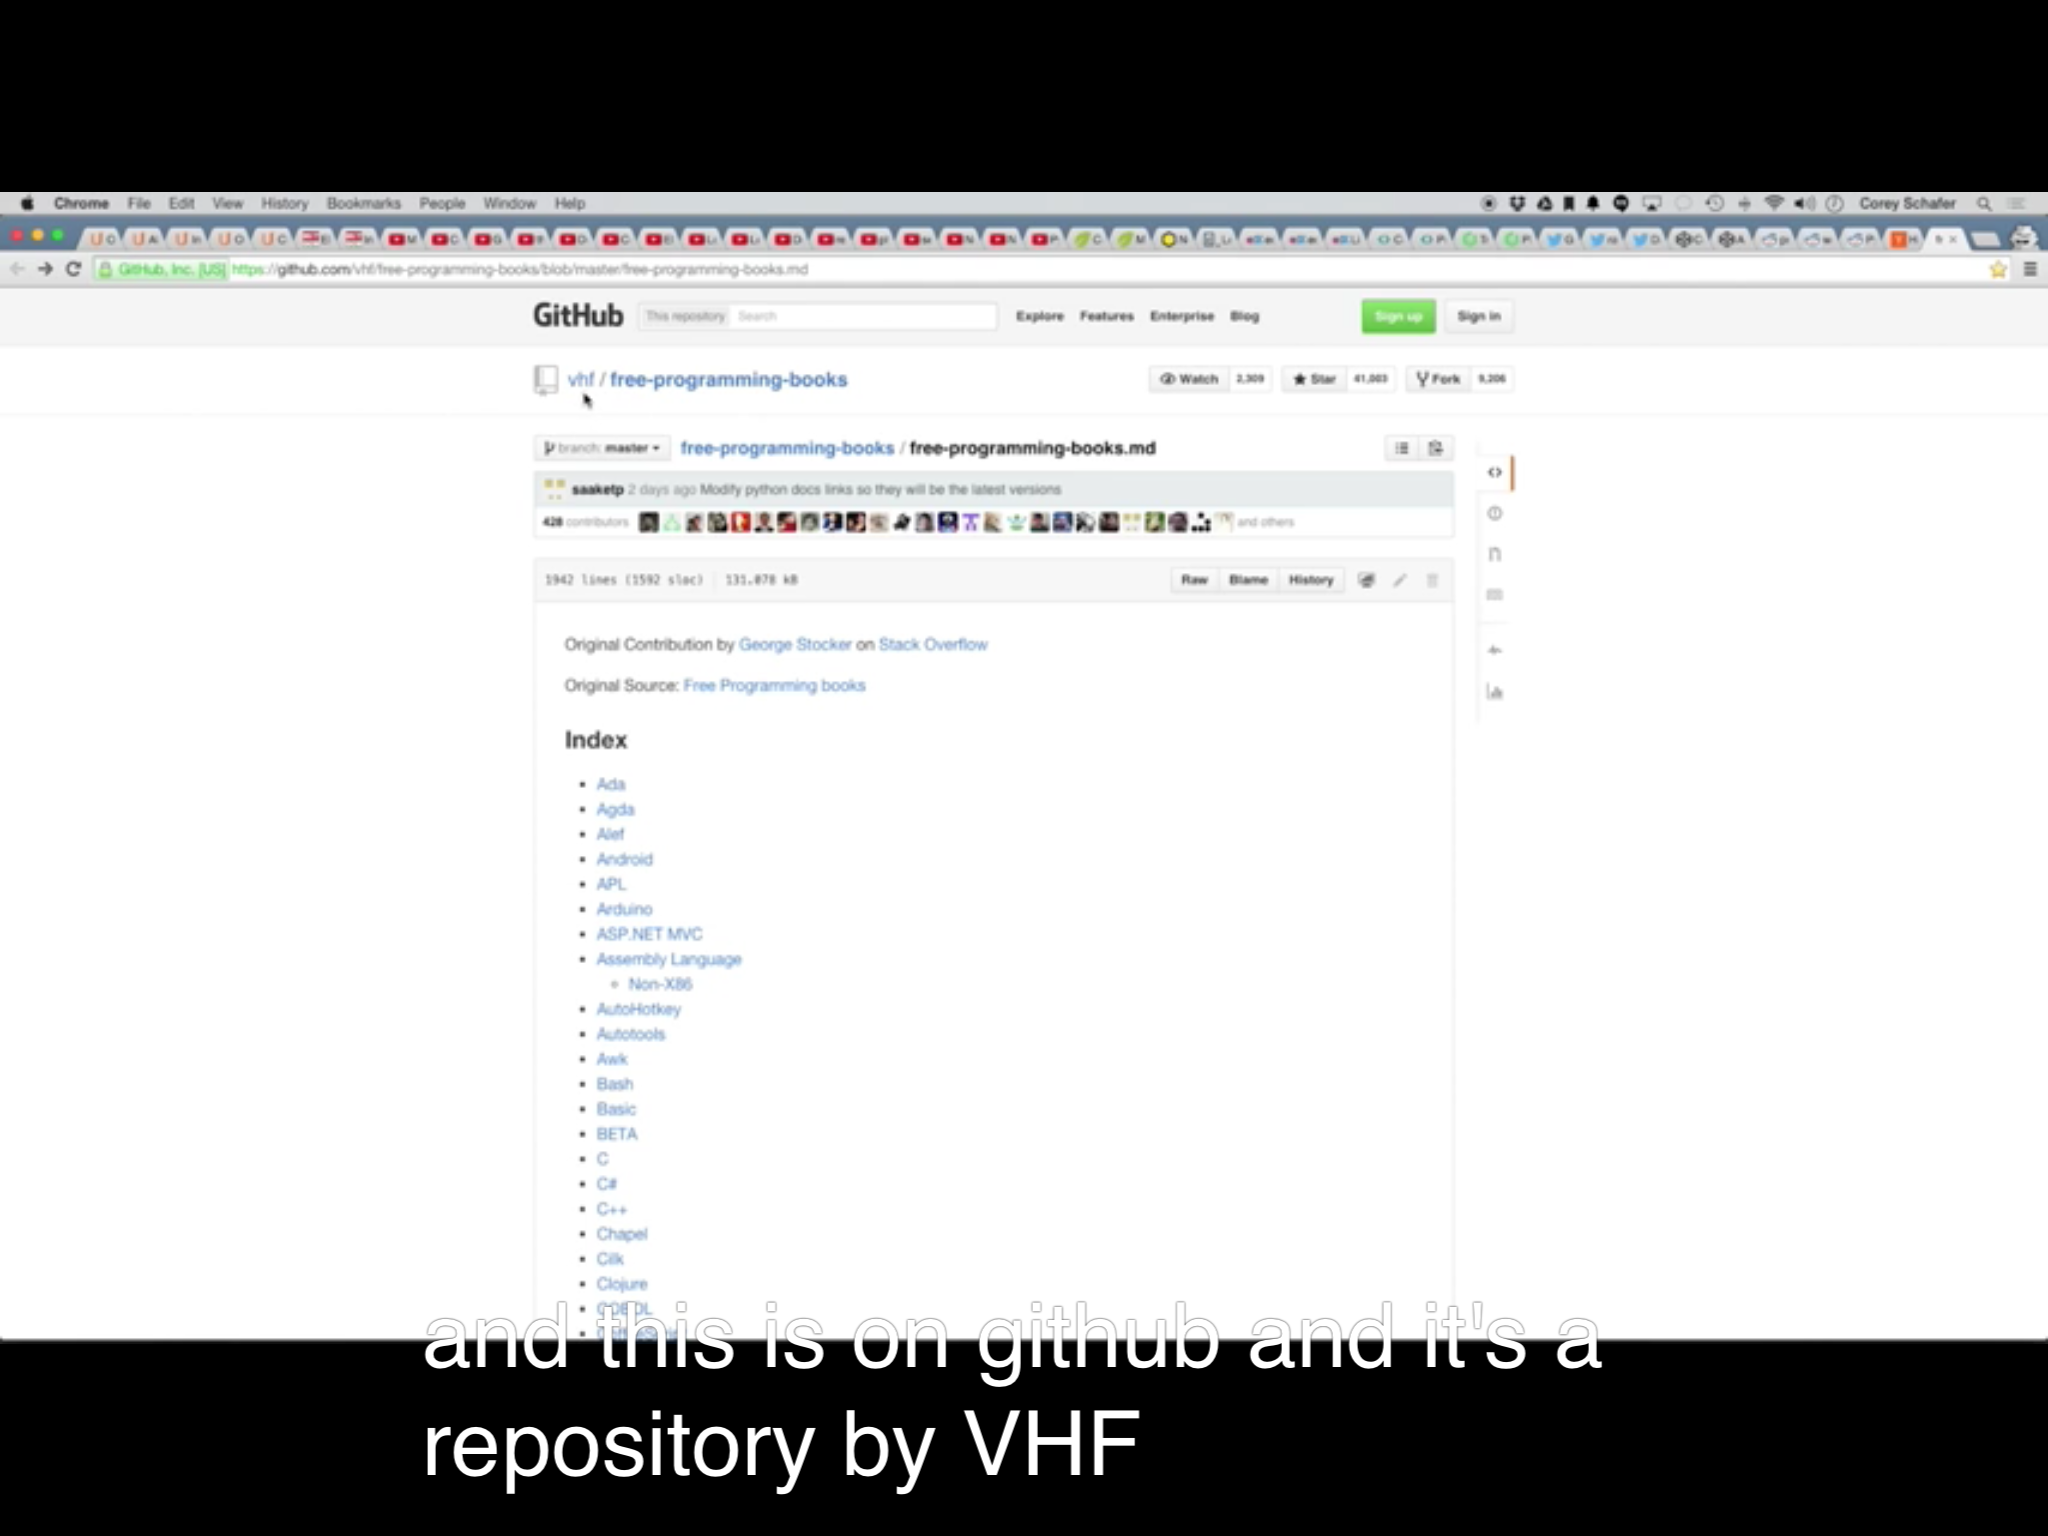 Chrome File Edit View History Bookmarks People Window Help Corey Schafer
GitHub, Inc. [US] https://github.com/vhf/free-programming-books/blob/master/free-programming-books.md
GitHub This repository Search Explore Features Enterprise Blog Sign up Sign in
vhf / free-programming-books Watch 2,309 Star 41,003 Fork 9,206
branch: master free-programming-books / free-programming-books.md
saaketp 2 days ago Modify python docs links so they will be the latest versions
428 contributors and others
1942 lines (1592 sloc) 131.078 kB Raw Blame History
Original Contribution by George Stocker on Stack Overflow
Original Source: Free Programming books
Index
Ada
Agda
Alef
Android
APL
Arduino
ASP.NET MVC
Assembly Language
Non-X86
AutoHotkey
Autotools
Awk
Bash
Basic
BETA
C
C#
C++
Chapel
Cilk
Clojure
COBOL
and this is on github and it's a
repository by VHF